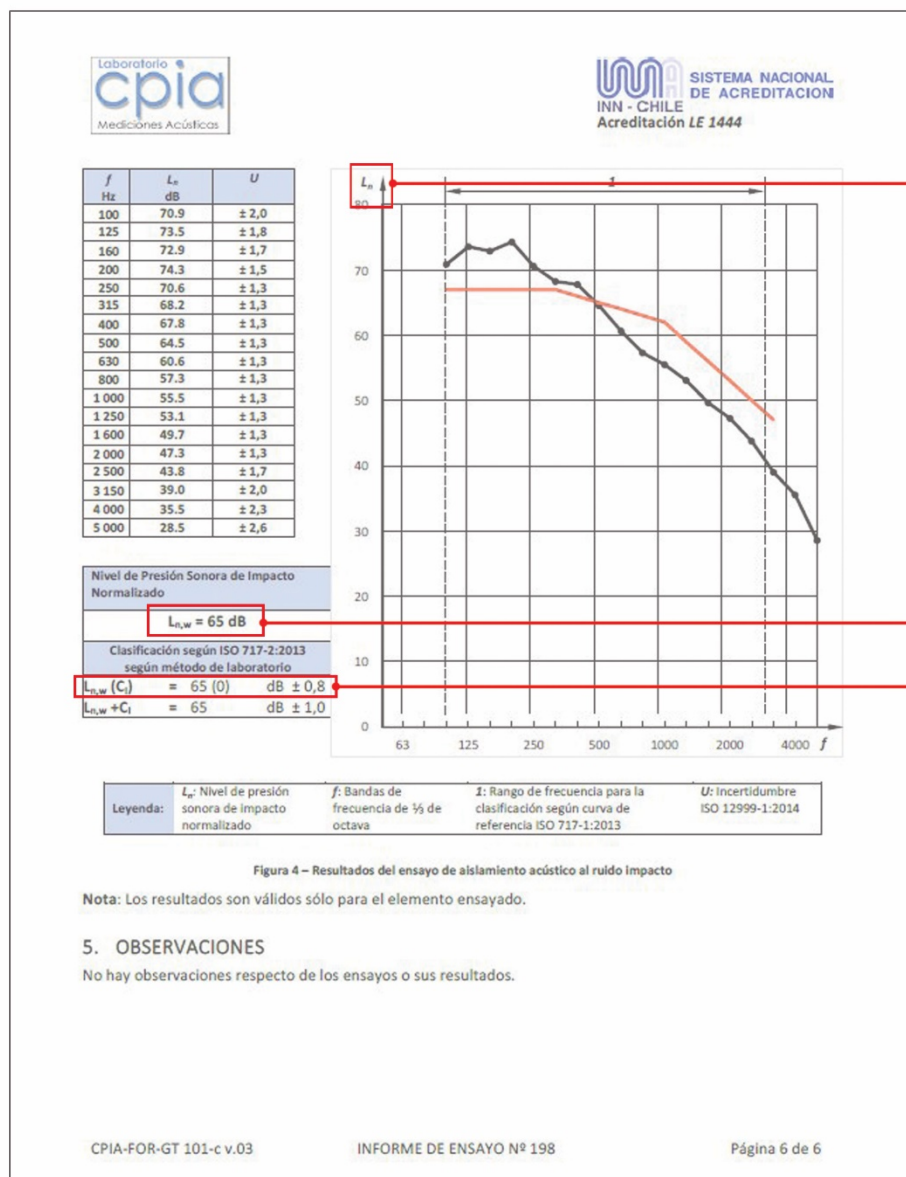 Laboratorio
cpia
Mediciones Acústicas
INN - CHILE
SISTEMA NACIONAL
DE ACREDITACION
Acreditación LE 1444
f Ln U
Hz dB
100 70.9 ± 2,0
125 73.5 ± 1,8
160 72.9 ± 1,7
200 74.3 ± 1,5
250 70.6 ± 1,3
315 68.2 ± 1,3
400 67.8 ± 1,3
500 64.5 ± 1,3
630 60.6 ± 1,3
800 57.3 ± 1,3
1 000 55.5 ± 1,3
1 250 53.1 ± 1,3
1 600 49.7 ± 1,3
2 000 47.3 ± 1,3
2 500 43.8 ± 1,7
3 150 39.0 ± 2,0
4 000 35.5 ± 2,3
5 000 28.5 ± 2,6
Nivel de Presión Sonora de Impacto
Normalizado
Ln,w = 65 dB
Clasificación según ISO 717-2:2013
según método de laboratorio
Ln,w (CI) = 65 (0) dB ± 0,8
Ln,w +CI = 65 dB ± 1,0
Ln
1
80
70
60
50
40
30
20
10
0
63 125 250 500 1000 2000 4000 f
Leyenda:
Ln: Nivel de presión
sonora de impacto
normalizado
f: Bandas de
frecuencia de ⅓ de
octava
1: Rango de frecuencia para la
clasificación según curva de
referencia ISO 717-1:2013
U: Incertidumbre
ISO 12999-1:2014
Figura 4 – Resultados del ensayo de aislamiento acústico al ruido impacto
Nota: Los resultados son válidos sólo para el elemento ensayado.
5. OBSERVACIONES
No hay observaciones respecto de los ensayos o sus resultados.
CPIA-FOR-GT 101-c v.03 INFORME DE ENSAYO Nº 198 Página 6 de 6